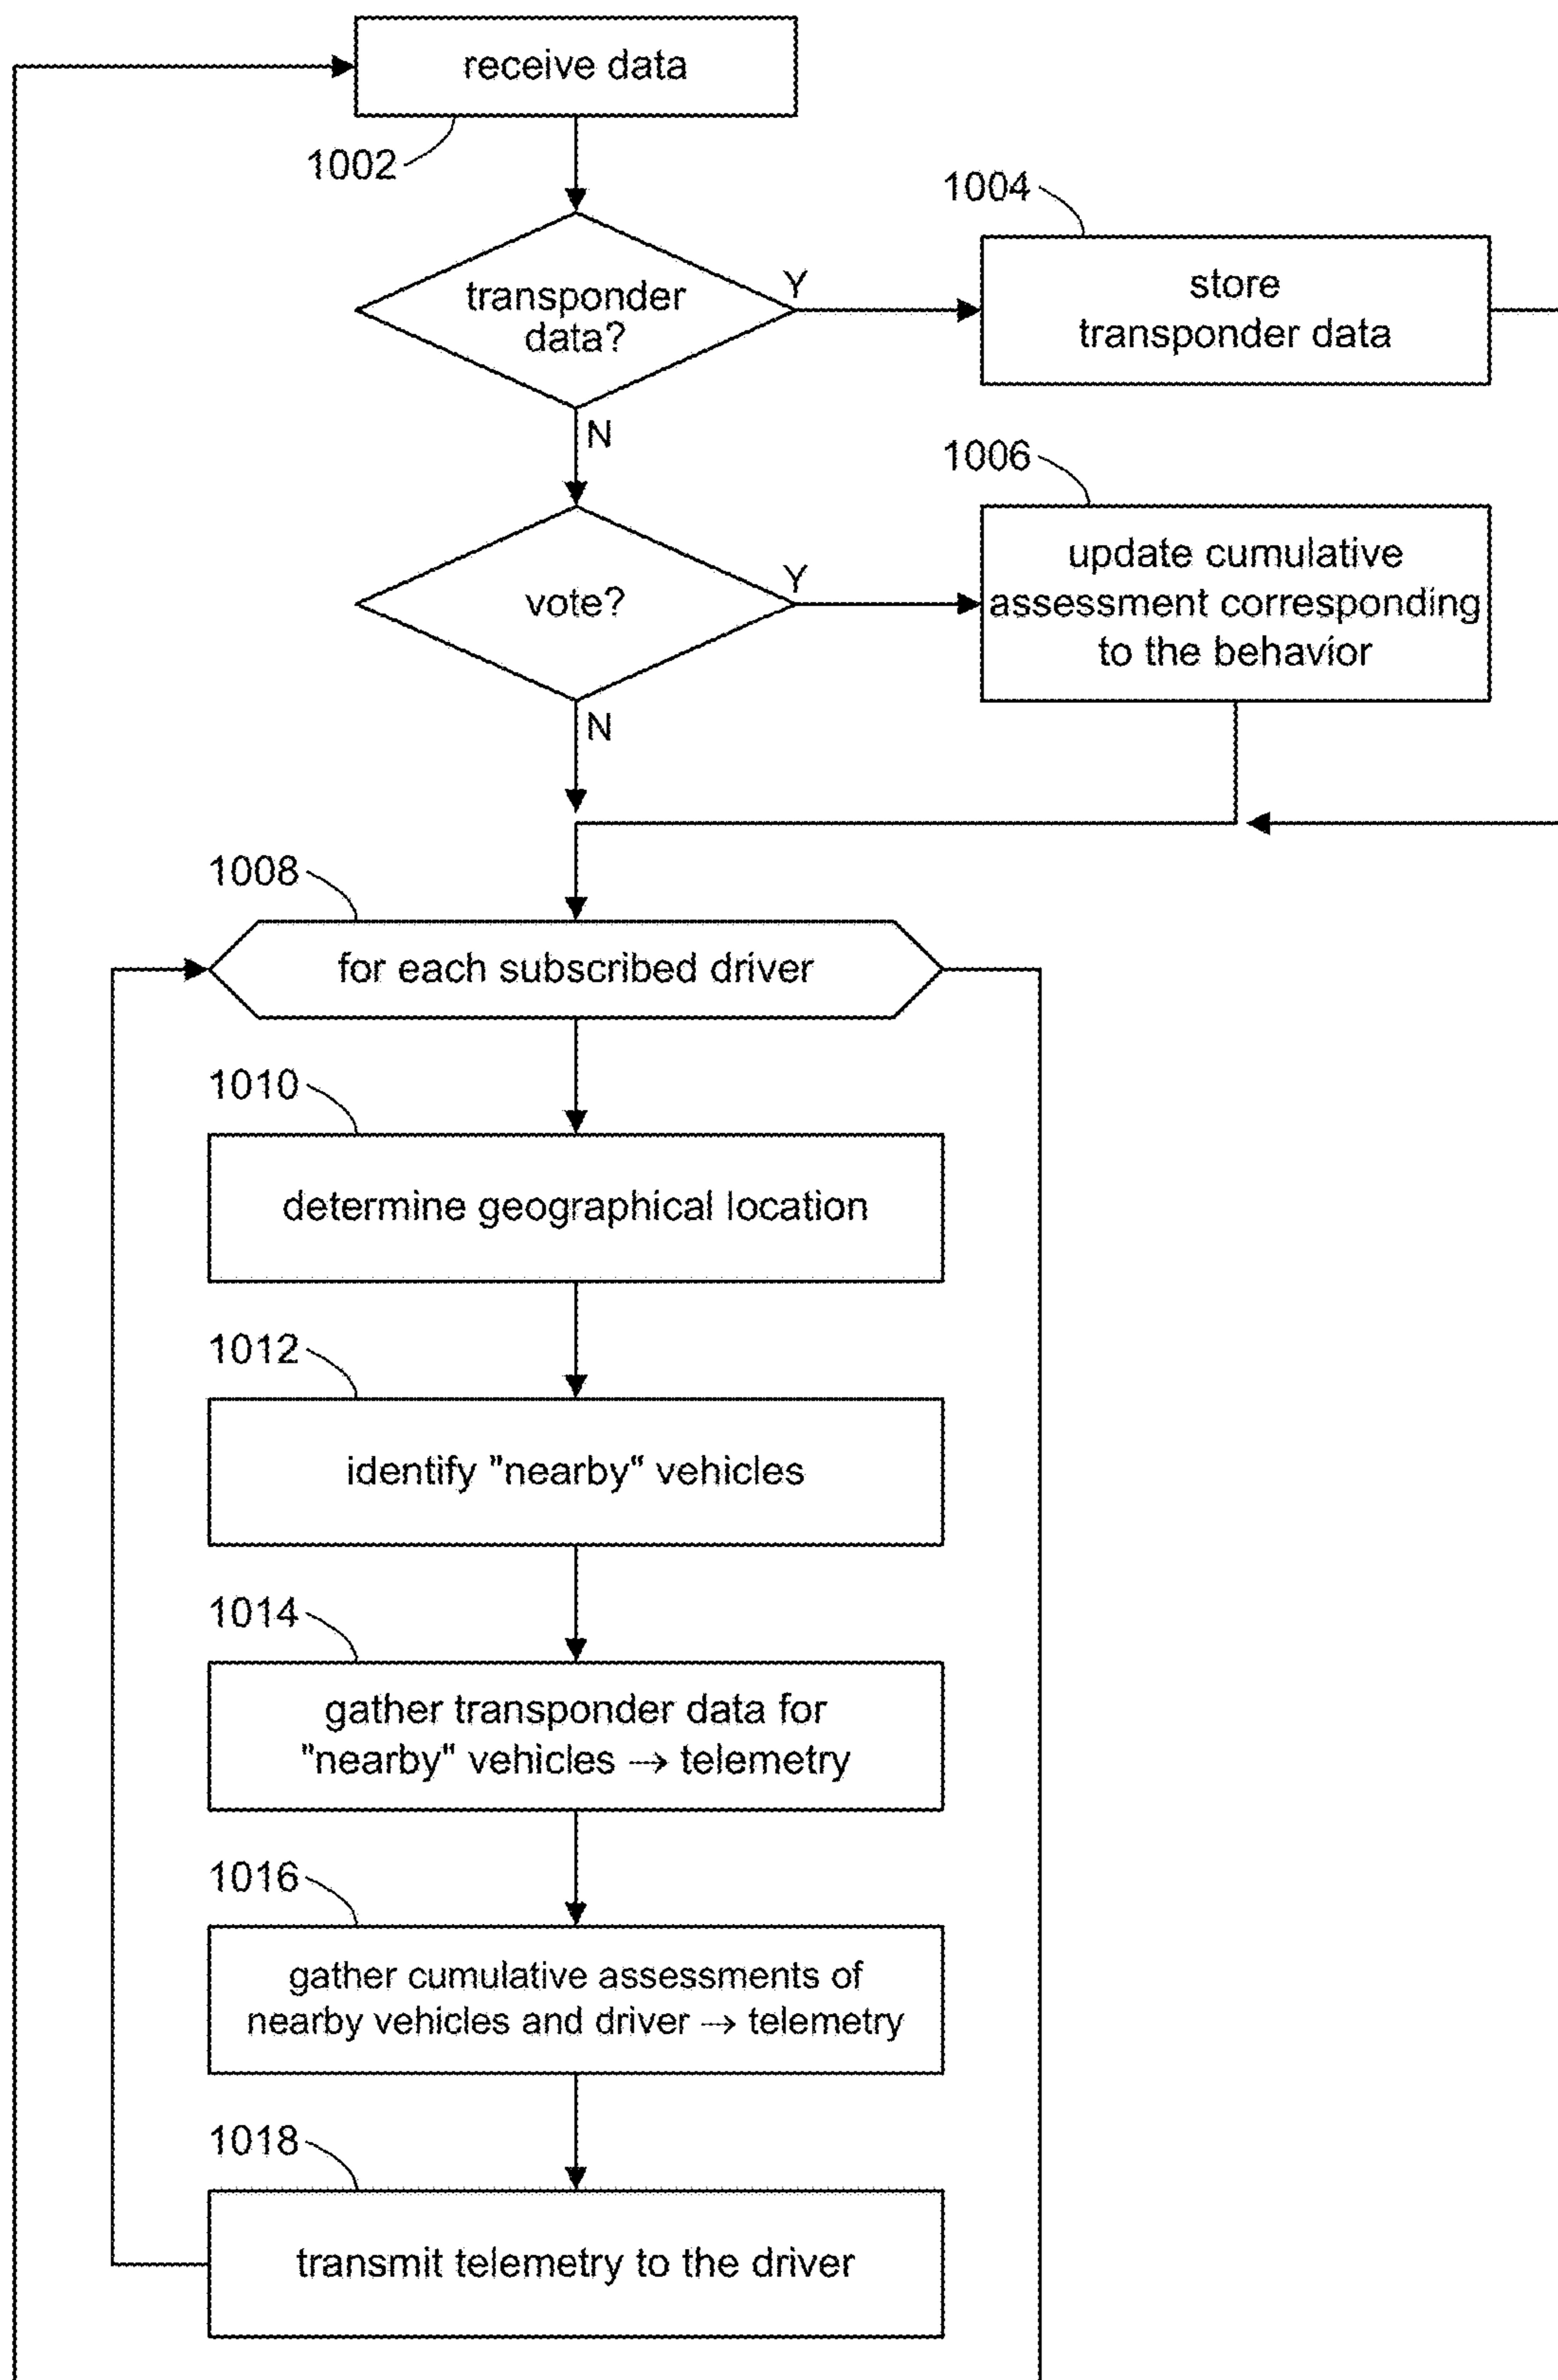 receive data
1002
1004
transponder
data?
Y
store
transponder data
N
1006
vote?
Y
update cumulative
assessment corresponding
to the behavior
N
1008
for each subscribed driver
1010
determine geographical location
1012
identify "nearby" vehicles
1014
gather transponder data for
"nearby" vehicles → telemetry
1016
gather cumulative assessments of
nearby vehicles and driver → telemetry
1018
transmit telemetry to the driver